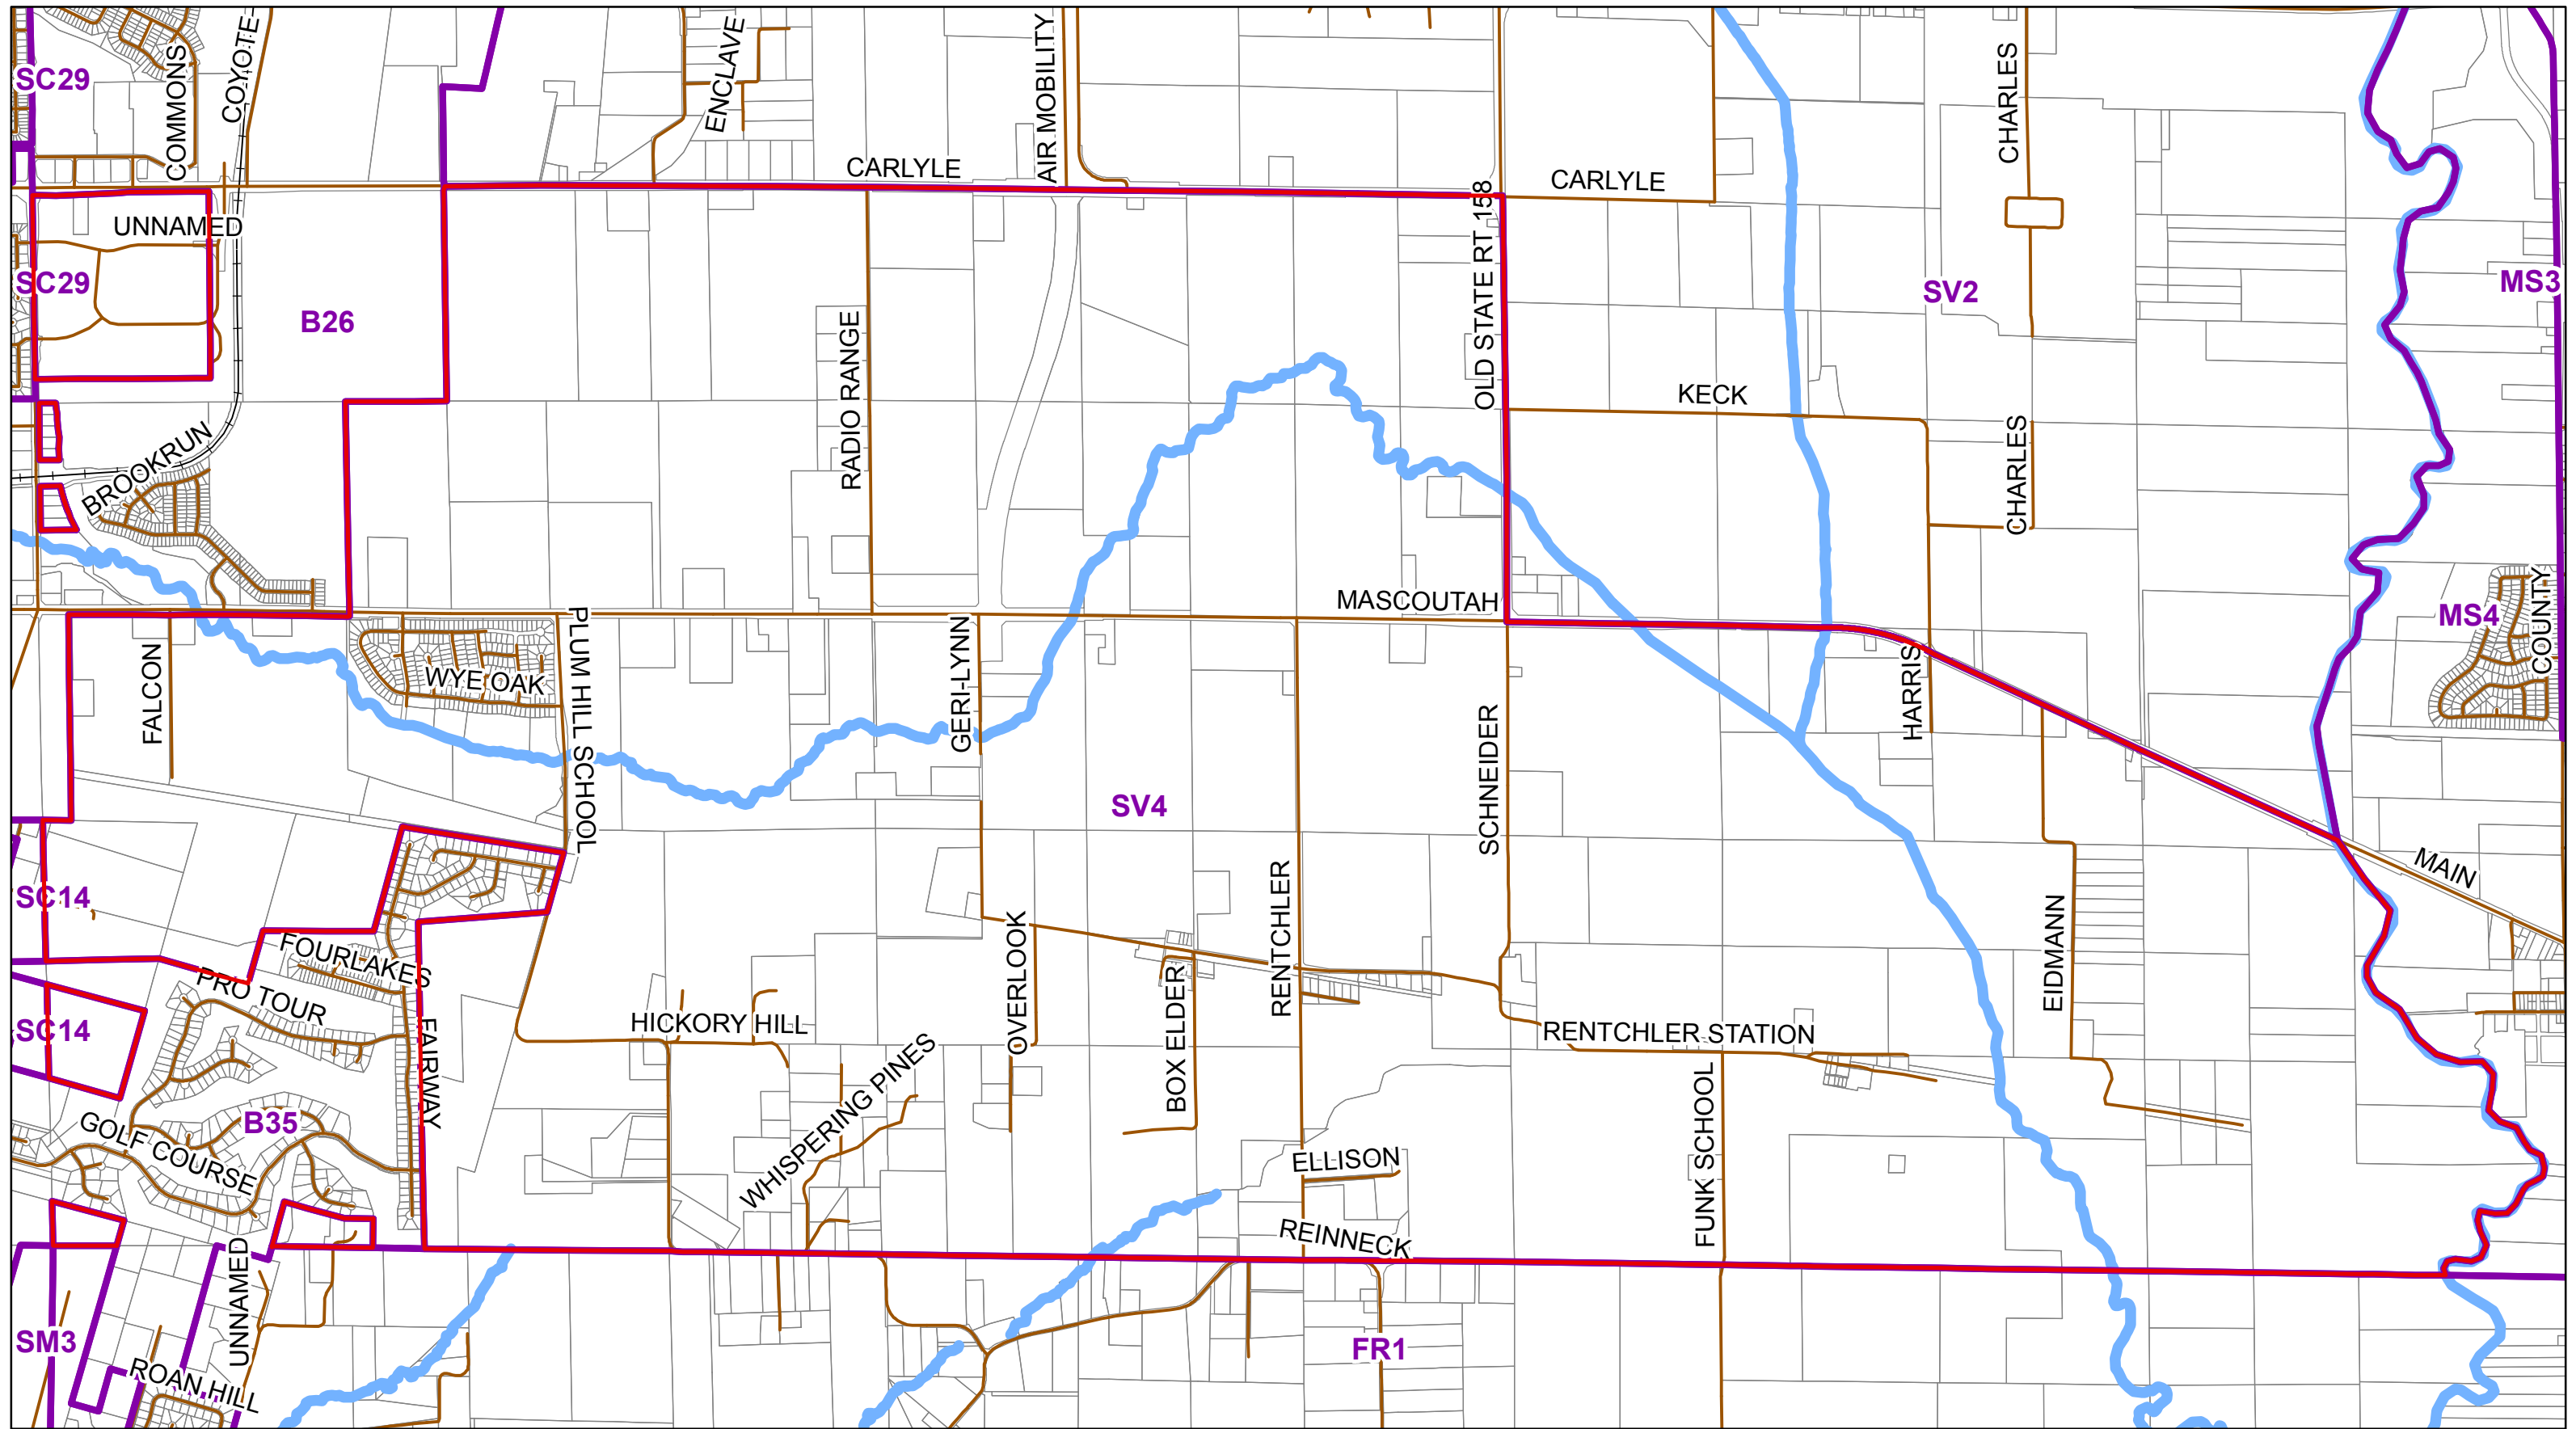 SC29
COMMONS
COYOTE
ENCLAVE
AIR MOBILITY
CHARLES
CARLYLE
CARLYLE
OLD STATE RT 158
UNNAMED
SC29
B26
SV2
MS3
RADIO RANGE
KECK
BROOKRUN
CHARLES
MASCOUTAH
MS4
COUNTY
FALCON
WYE OAK
PLUM HILL SCHOOL
GERI-LYNN
SCHNEIDER
HARRIS
SV4
SC14
MAIN
FOURLAKES
PRO TOUR
OVERLOOK
BOX ELDER
RENTCHLER
EIDMANN
SC14
FAIRWAY
HICKORY HILL
RENTCHLER STATION
WHISPERING PINES
B35
GOLF COURSE
ELLISON
FUNK SCHOOL
REINNECK
UNNAMED
SM3
ROAN HILL
FR1